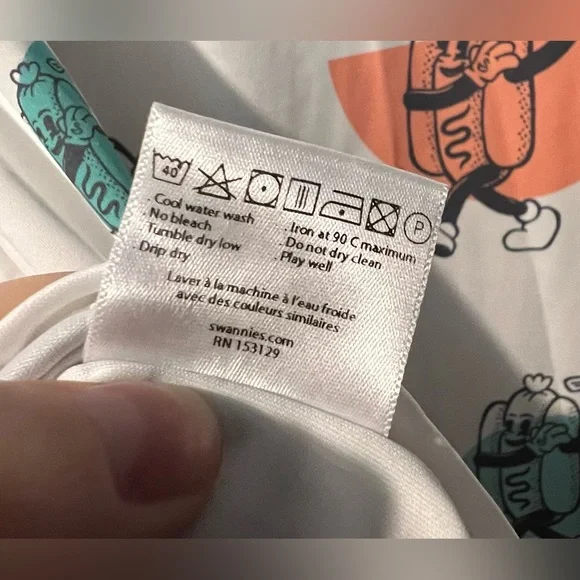 40 P
. Cool water wash
. No bleach
. Tumble dry low
. Drip dry
. Iron at 90 C maximum
. Do not dry clean
. Play well
Laver à la machine à l'eau froide
avec des couleurs similaires
swannies.com
RN 153129